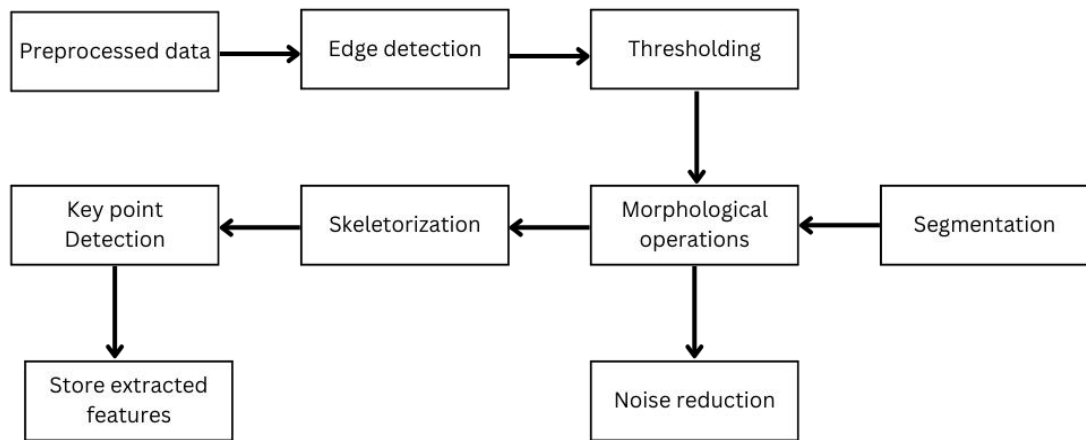 Preprocessed data
Edge detection
Thresholding
Key point
Detection
Skeletorization
Morphological
operations
Segmentation
Store extracted
features
Noise reduction